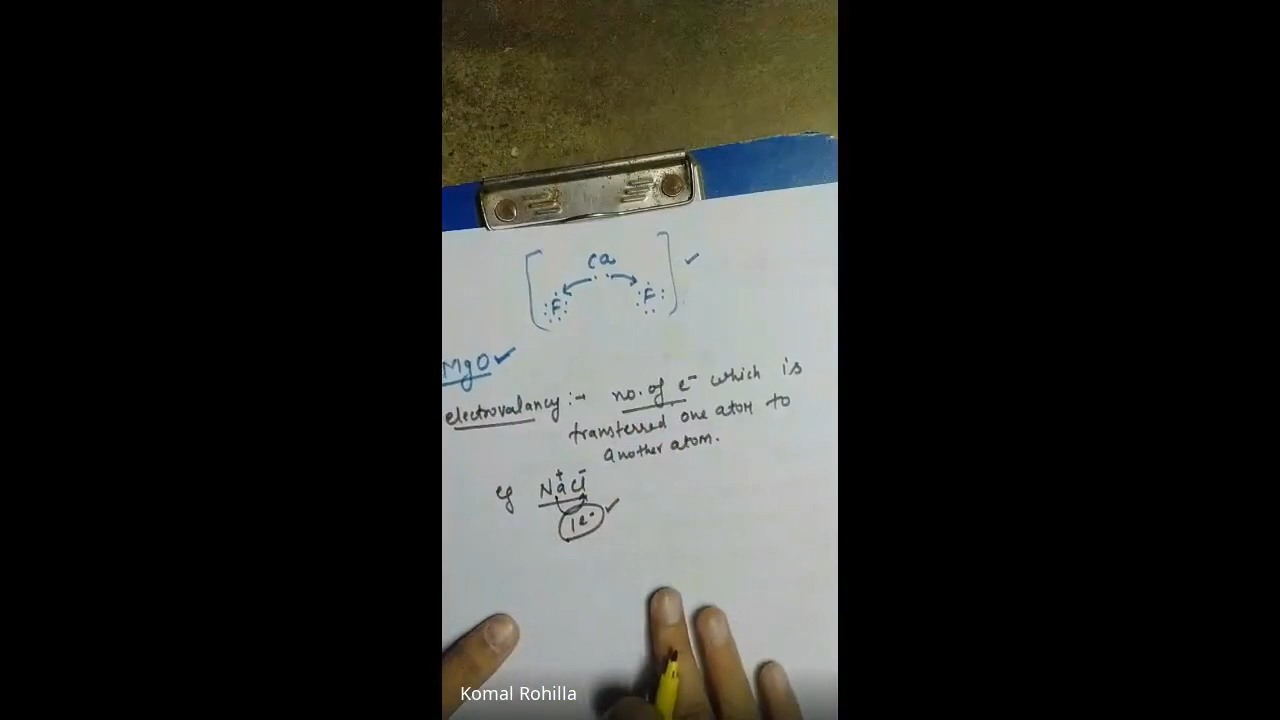 Ca
F F
MgO
electrovalancy :→ no. of e⁻ which is
transferred one atom to
another atom.
eg Na⁺Cl⁻
1e⁻
Komal Rohilla